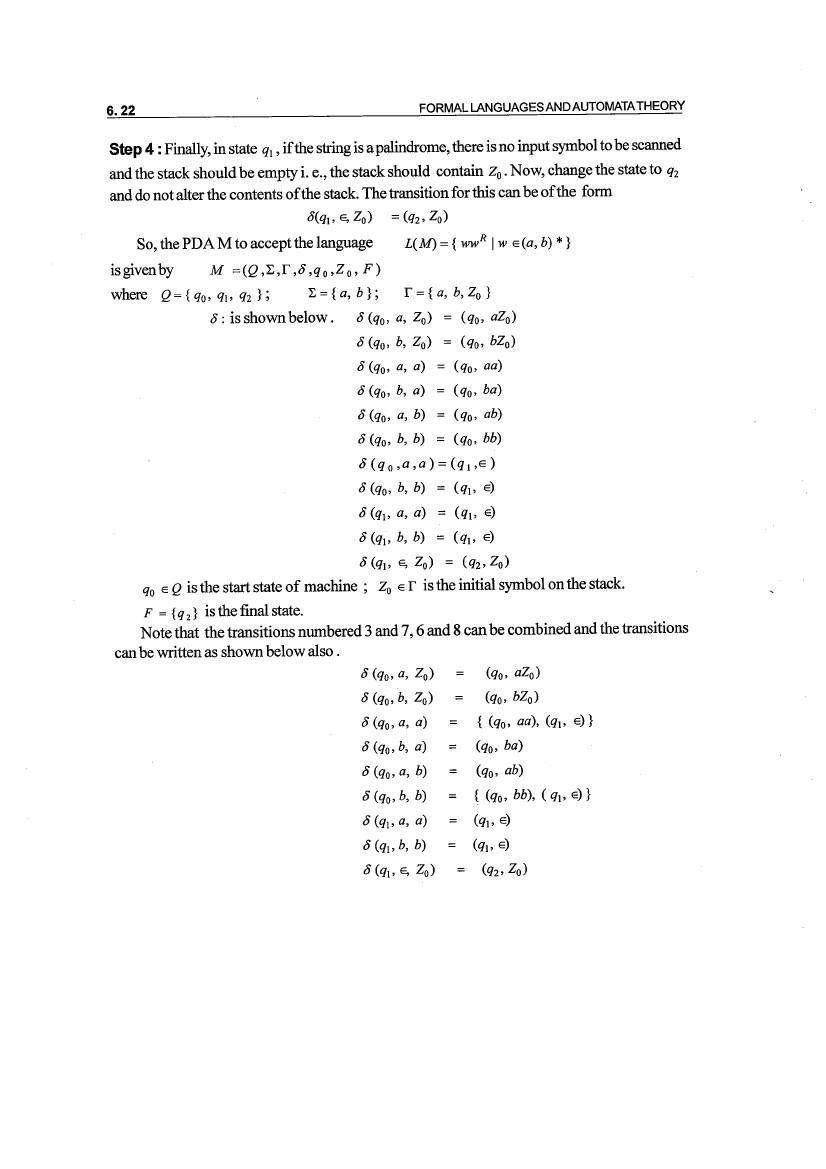 6. 22 FORMAL LANGUAGES AND AUTOMATA THEORY
Step 4 : Finally, in state q₁ , if the string is a palindrome, there is no input symbol to be scanned
and the stack should be empty i. e., the stack should contain Z₀ . Now, change the state to q₂
and do not alter the contents of the stack. The transition for this can be of the form
δ(q₁, ∈, Z₀) = (q₂, Z₀)
So, the PDA M to accept the language L(M) = { wwᴿ | w ∈(a, b) * }
is given by M =(Q,Σ,Γ,δ,q₀,Z₀, F)
where Q= { q₀, q₁, q₂ }; Σ= {a, b}; Γ= { a, b, Z₀ }
δ : is shown below . δ (q₀, a, Z₀) = (q₀, aZ₀)
δ (q₀, b, Z₀) = (q₀, bZ₀)
δ (q₀, a, a) = (q₀, aa)
δ (q₀, b, a) = (q₀, ba)
δ (q₀, a, b) = (q₀, ab)
δ (q₀, b, b) = (q₀, bb)
δ (q₀,a,a)=(q₁,∈)
δ (q₀, b, b) = (q₁, ∈)
δ (q₁, a, a) = (q₁, ∈)
δ (q₁, b, b) = (q₁, ∈)
δ (q₁, ∈, Z₀) = (q₂, Z₀)
q₀ ∈Q is the start state of machine ; Z₀ ∈Γ is the initial symbol on the stack.
F = {q₂} is the final state.
Note that the transitions numbered 3 and 7, 6 and 8 can be combined and the transitions
can be written as shown below also .
δ (q₀, a, Z₀) = (q₀, aZ₀)
δ (q₀, b, Z₀) = (q₀, bZ₀)
δ (q₀, a, a) = { (q₀, aa), (q₁, ∈) }
δ (q₀, b, a) = (q₀, ba)
δ (q₀, a, b) = (q₀, ab)
δ (q₀, b, b) = { (q₀, bb), ( q₁, ∈) }
δ (q₁, a, a) = (q₁, ∈)
δ (q₁, b, b) = (q₁, ∈)
δ (q₁, ∈, Z₀) = (q₂, Z₀)